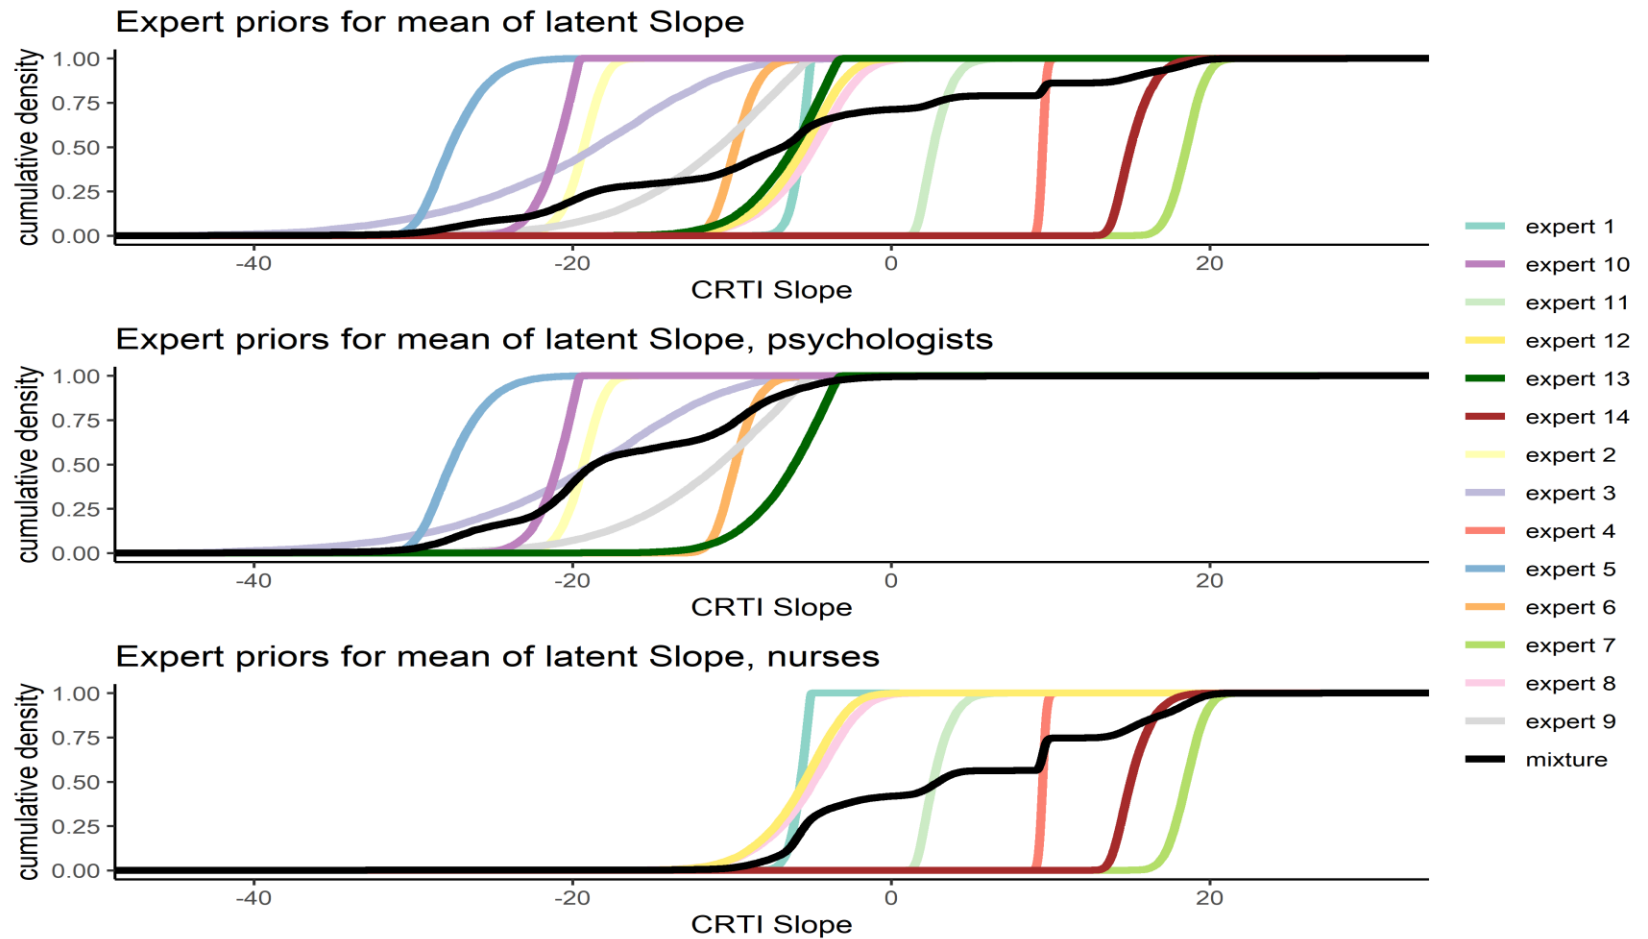 Expert priors for mean of latent Slope
cumulative density
1.00
0.75
0.50
0.25
0.00
-40 -20 0 20
CRTI Slope
Expert priors for mean of latent Slope, psychologists
cumulative density
1.00
0.75
0.50
0.25
0.00
-40 -20 0 20
CRTI Slope
Expert priors for mean of latent Slope, nurses
cumulative density
1.00
0.75
0.50
0.25
0.00
-40 -20 0 20
CRTI Slope
expert 1
expert 10
expert 11
expert 12
expert 13
expert 14
expert 2
expert 3
expert 4
expert 5
expert 6
expert 7
expert 8
expert 9
mixture